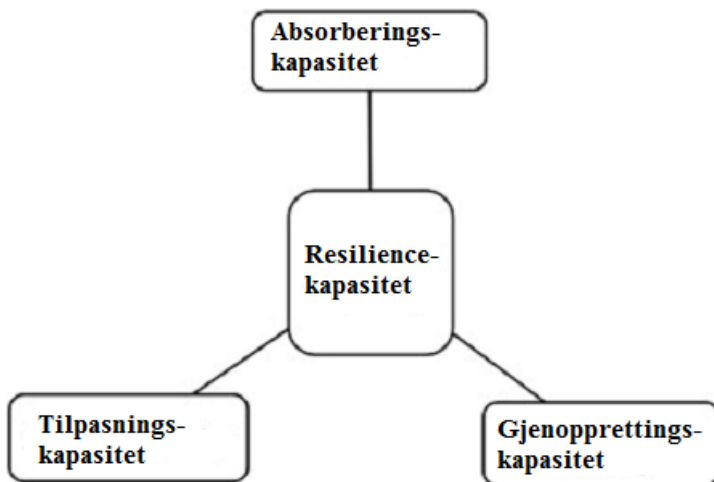 Absorberings-
kapasitet
Resilience-
kapasitet
Tilpasnings-
kapasitet
Gjenopprettings-
kapasitet